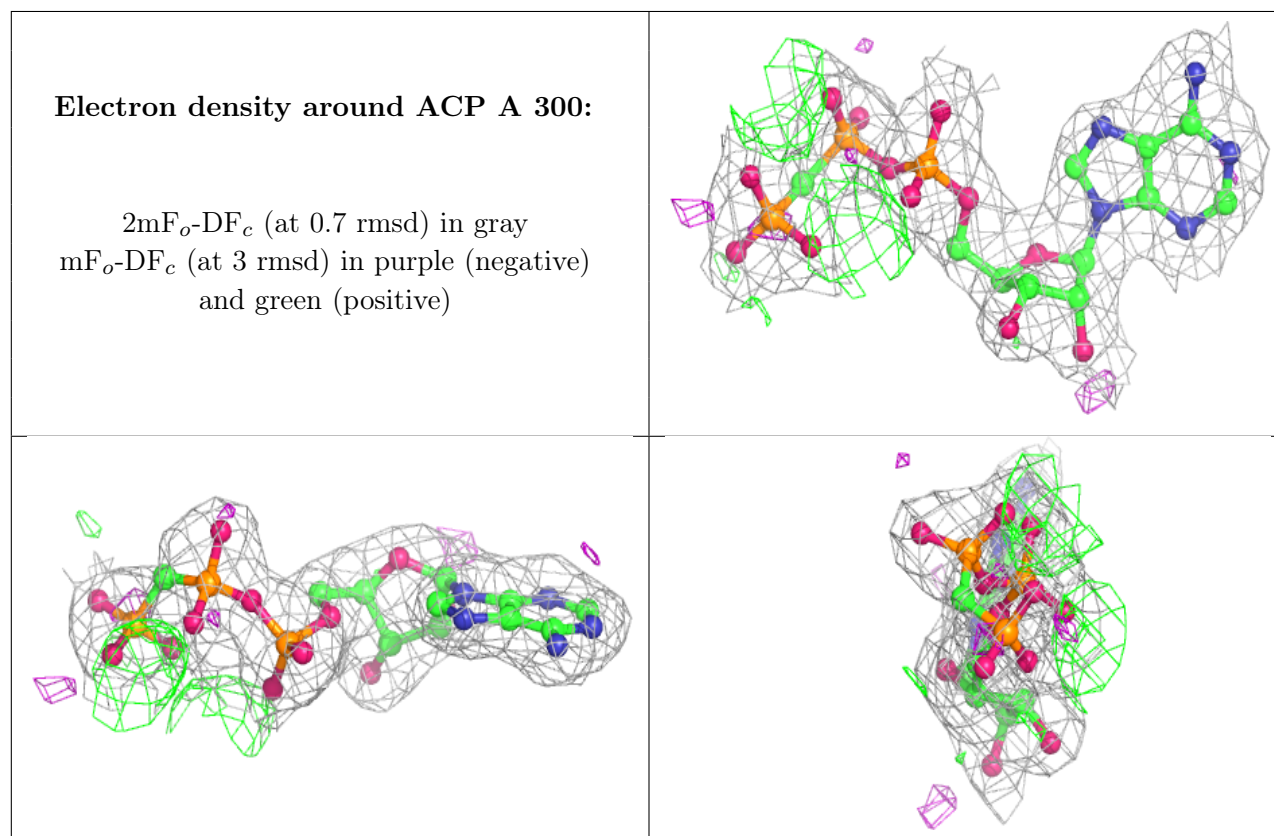 Electron density around ACP A 300:
2mFo-DFc (at 0.7 rmsd) in gray
mFo-DFc (at 3 rmsd) in purple (negative)
and green (positive)